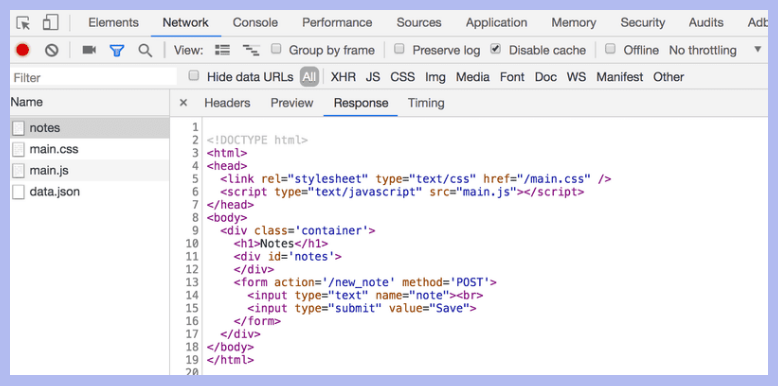 Elements Network Console Performance Sources Application Memory Security Audits Adb
View: Group by frame Preserve log Disable cache Offline No throttling
Filter Hide data URLs All XHR JS CSS Img Media Font Doc WS Manifest Other
Name × Headers Preview Response Timing
notes
main.css
main.js
data.json
1
2 <!DOCTYPE html>
3 <html>
4 <head>
5 <link rel="stylesheet" type="text/css" href="/main.css" />
6 <script type="text/javascript" src="main.js"></script>
7 </head>
8 <body>
9 <div class='container'>
10 <h1>Notes</h1>
11 <div id='notes'>
12 </div>
13 <form action='/new_note' method='POST'>
14 <input type="text" name="note"><br>
15 <input type="submit" value="Save">
16 </form>
17 </div>
18 </body>
19 </html>
20